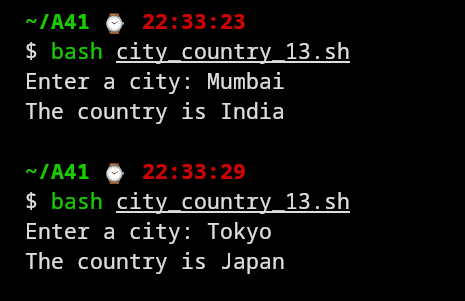 ~/A41 ⌚ 22:33:23
$ bash city_country_13.sh
Enter a city: Mumbai
The country is India
~/A41 ⌚ 22:33:29
$ bash city_country_13.sh
Enter a city: Tokyo
The country is Japan